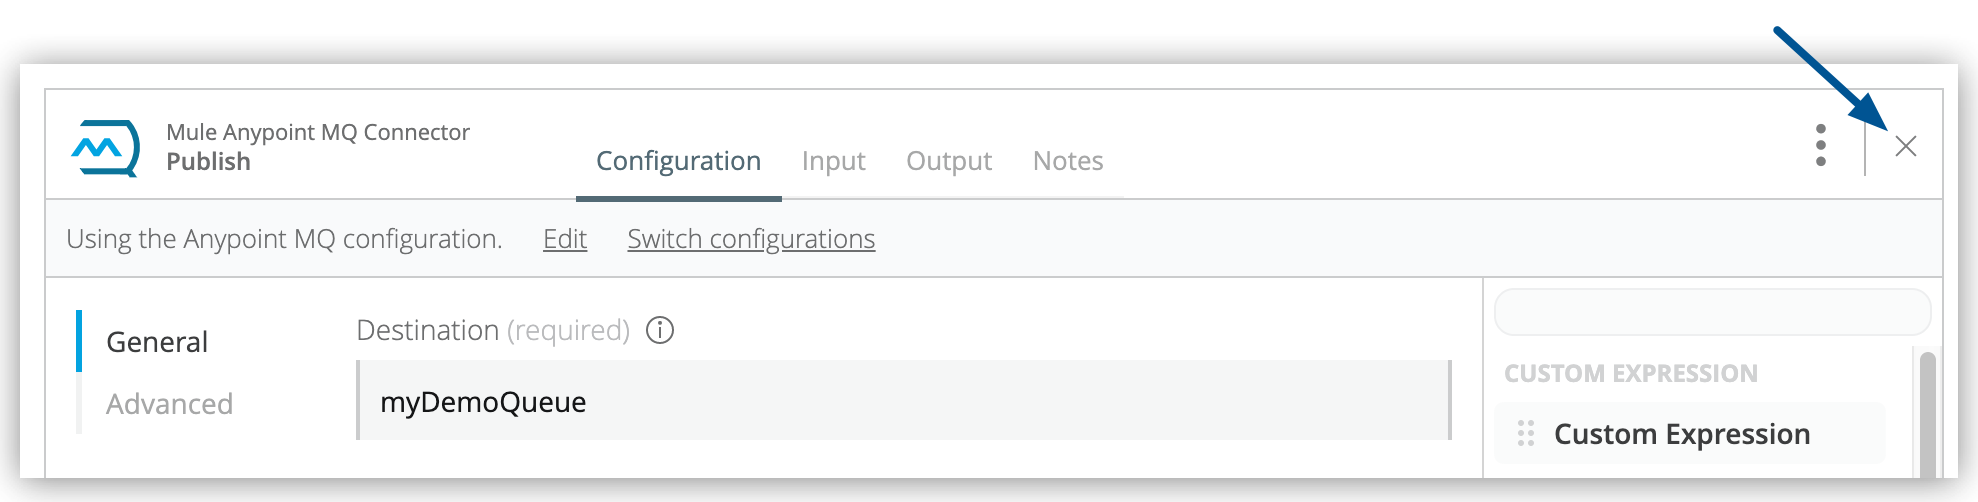 Mule Anypoint MQ Connector
Publish
Configuration Input Output Notes
Using the Anypoint MQ configuration. Edit Switch configurations
General
Advanced
Destination (required)
myDemoQueue
CUSTOM EXPRESSION
Custom Expression